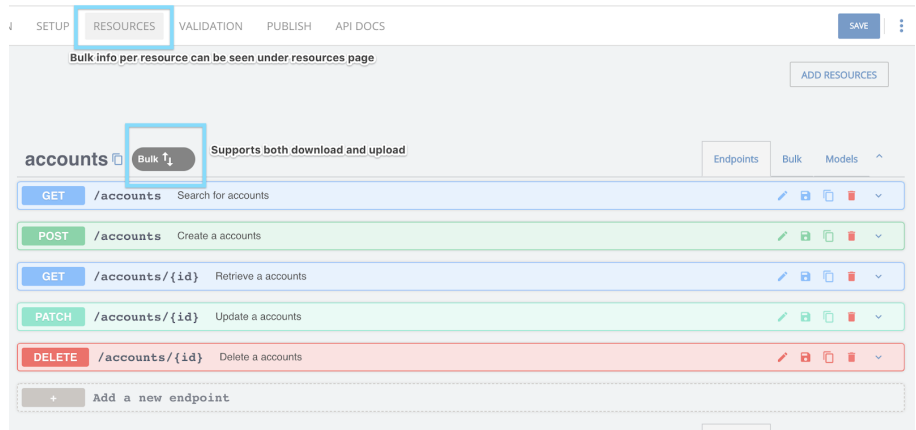 SETUP RESOURCES VALIDATION PUBLISH API DOCS SAVE
Bulk info per resource can be seen under resources page
ADD RESOURCES
accounts Bulk Supports both download and upload Endpoints Bulk Models
GET /accounts Search for accounts
POST /accounts Create a accounts
GET /accounts/{id} Retrieve a accounts
PATCH /accounts/{id} Update a accounts
DELETE /accounts/{id} Delete a accounts
+ Add a new endpoint